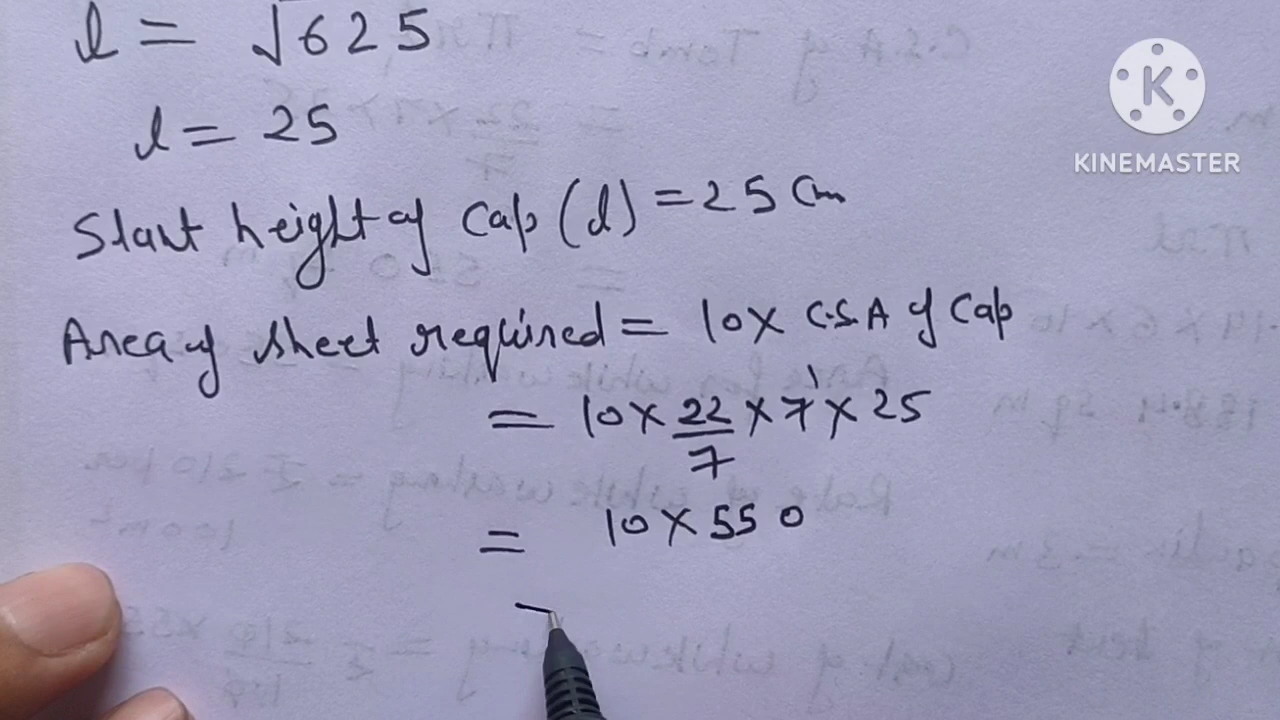 l = √625
l = 25
Slant height of Cap (l) = 25 Cm
Area of sheet required = 10 × C.S.A of Cap
= 10 × 22/7 × 7 1 × 25
= 10 × 550
K
KINEMASTER